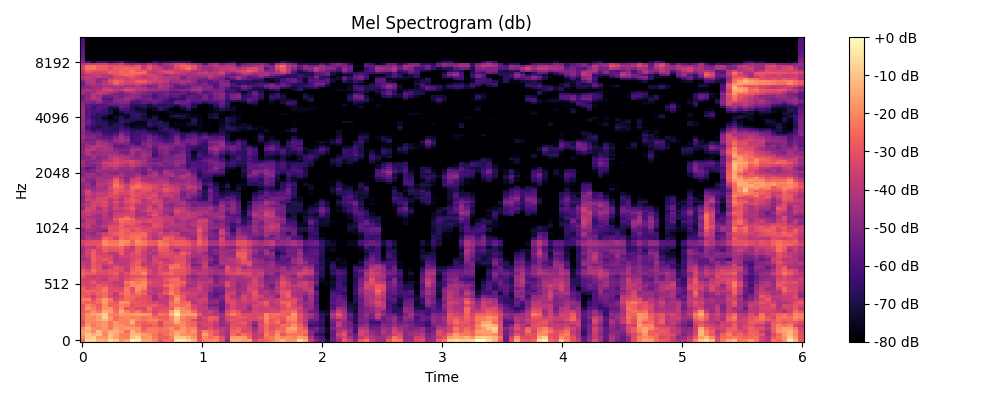 Mel Spectrogram (db)
8192
4096
2048
1024
512
0
Hz
0 1 2 3 4 5 6
Time
+0 dB
-10 dB
-20 dB
-30 dB
-40 dB
-50 dB
-60 dB
-70 dB
-80 dB